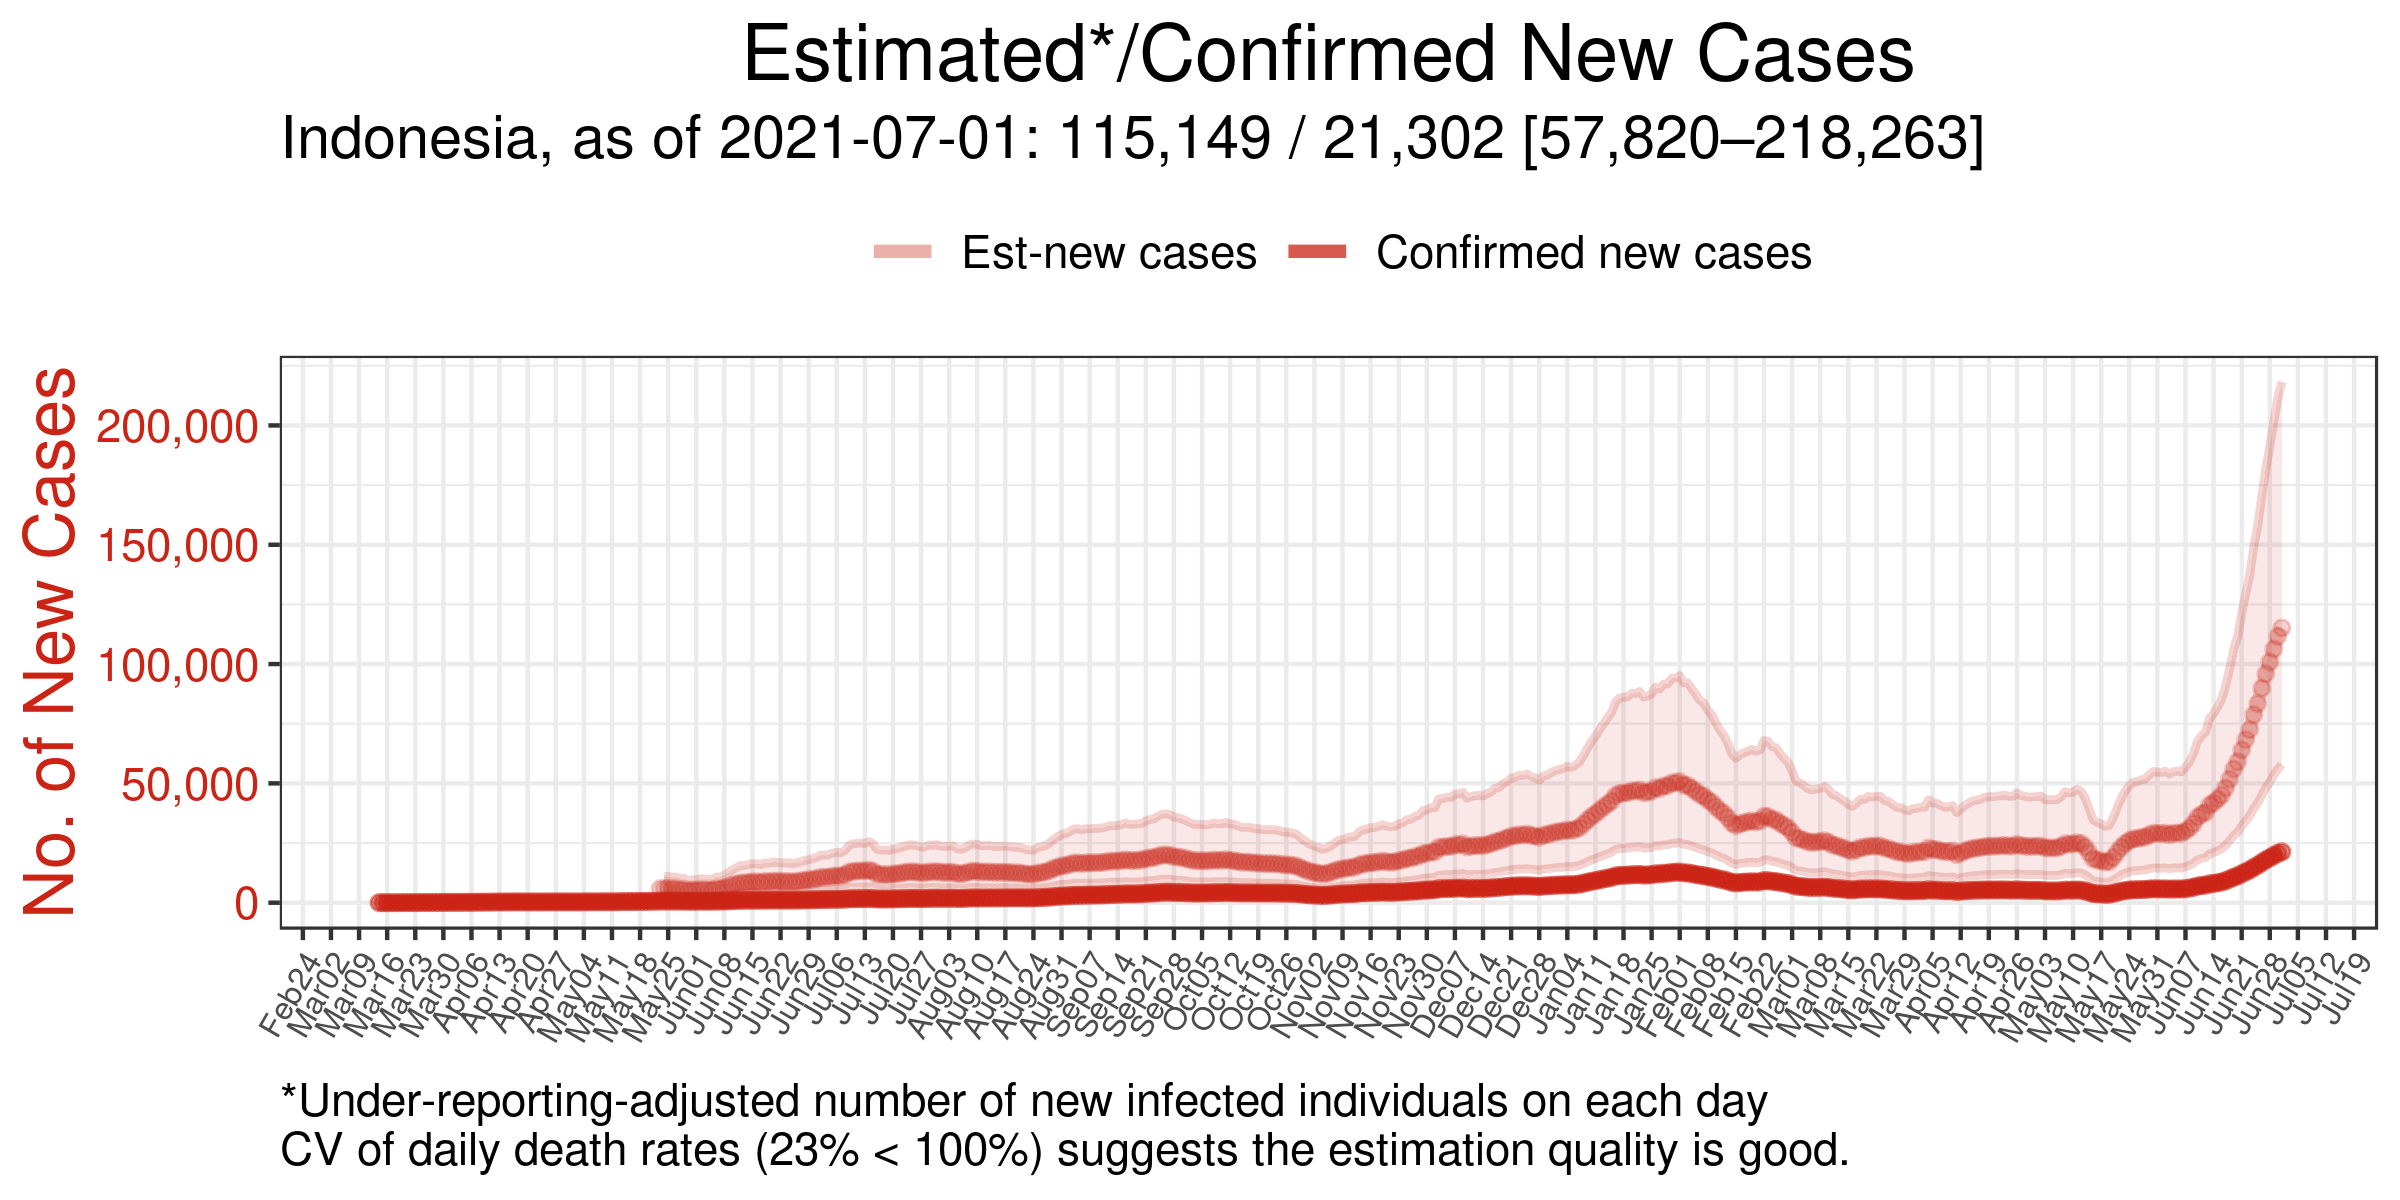 Estimated*/Confirmed New Cases
Indonesia, as of 2021-07-01: 115,149 / 21,302 [57,820–218,263]
Est-new cases
Confirmed new cases
No. of New Cases
200,000
150,000
100,000
50,000
0
Feb24
Mar02
Mar09
Mar16
Mar23
Mar30
Apr06
Apr13
Apr20
Apr27
May04
May11
May18
May25
Jun01
Jun08
Jun15
Jun22
Jun29
Jul06
Jul13
Jul20
Jul27
Aug03
Aug10
Aug17
Aug24
Aug31
Sep07
Sep14
Sep21
Sep28
Oct05
Oct12
Oct19
Oct26
Nov02
Nov09
Nov16
Nov23
Nov30
Dec07
Dec14
Dec21
Dec28
Jan04
Jan11
Jan18
Jan25
Feb01
Feb08
Feb15
Feb22
Mar01
Mar08
Mar15
Mar22
Mar29
Apr05
Apr12
Apr19
Apr26
May03
May10
May17
May24
May31
Jun07
Jun14
Jun21
Jun28
Jul05
Jul12
Jul19
*Under-reporting-adjusted number of new infected individuals on each day
CV of daily death rates (23% < 100%) suggests the estimation quality is good.